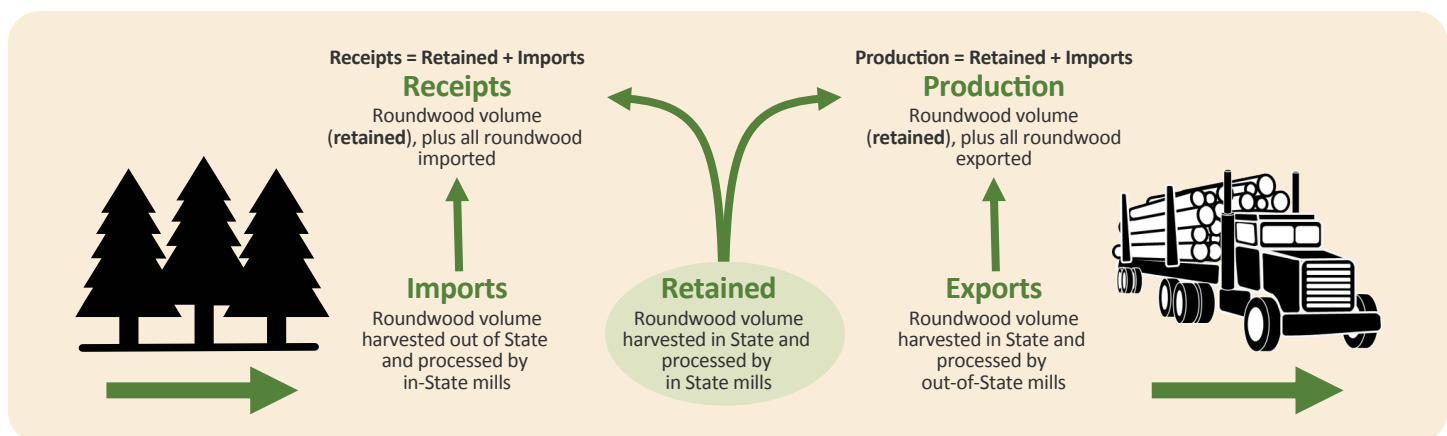 Receipts = Retained + Imports
Receipts
Roundwood volume
(retained), plus all roundwood
imported
Production = Retained + Imports
Production
Roundwood volume
(retained), plus all roundwood
exported
Imports
Roundwood volume
harvested out of State
and processed by
in-State mills
Retained
Roundwood volume
harvested in State and
processed by
in State mills
Exports
Roundwood volume
harvested in State and
processed by
out-of-State mills